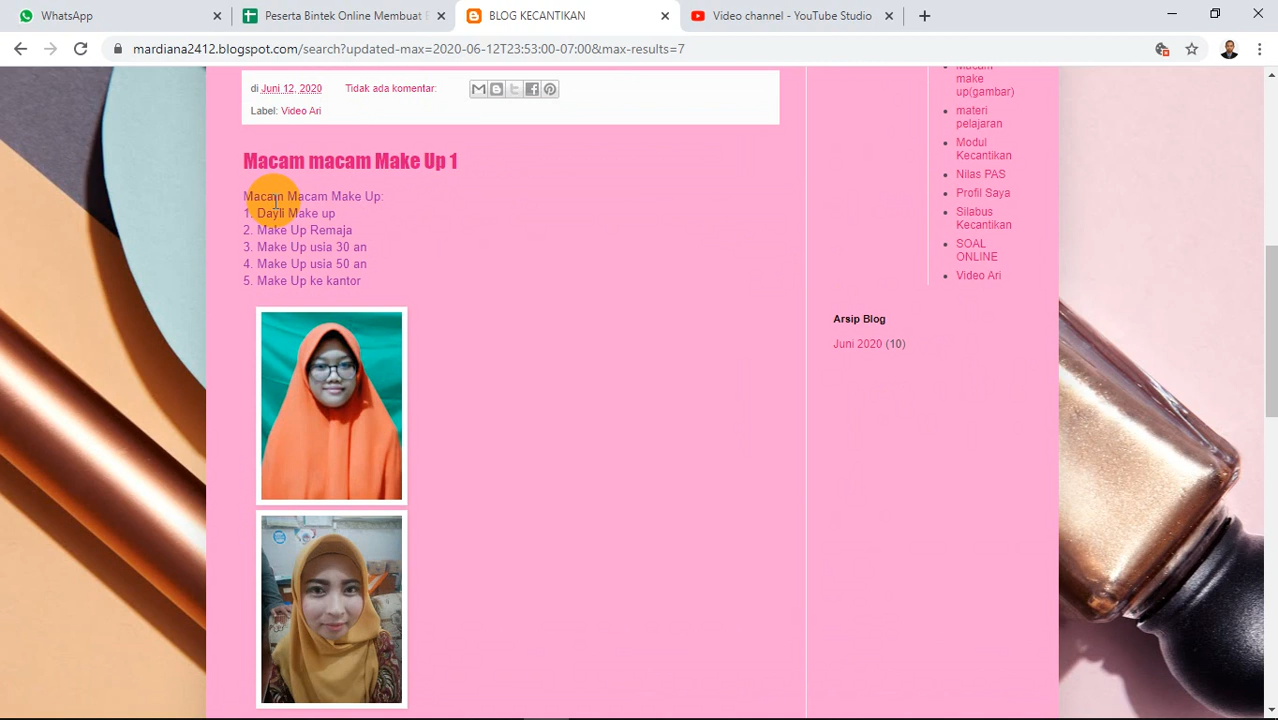 WhatsApp
Peserta Bintek Online Membuat E
BLOG KECANTIKAN
Video channel - YouTube Studio
mardiana2412.blogspot.com/search?updated-max=2020-06-12T23:53:00-07:00&max-results=7
di Juni 12, 2020 Tidak ada komentar:
Label: Video Ari
Macam macam Make Up 1
Macam Macam Make Up:
1. Dayli Make up
2. Make Up Remaja
3. Make Up usia 30 an
4. Make Up usia 50 an
5. Make Up ke kantor
Macam
make
up(gambar)
materi
pelajaran
Modul
Kecantikan
Nilas PAS
Profil Saya
Silabus
Kecantikan
SOAL
ONLINE
Video Ari
Arsip Blog
Juni 2020 (10)